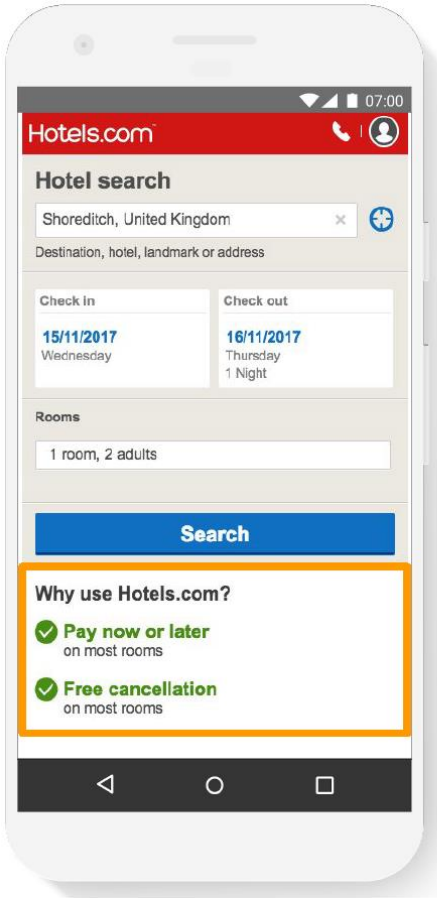 07:00
Hotels.com
Hotel search
Shoreditch, United Kingdom
Destination, hotel, landmark or address
Check in
Check out
15/11/2017
16/11/2017
Wednesday
Thursday
1 Night
Rooms
1 room, 2 adults
Search
Why use Hotels.com?
Pay now or later
on most rooms
Free cancellation
on most rooms